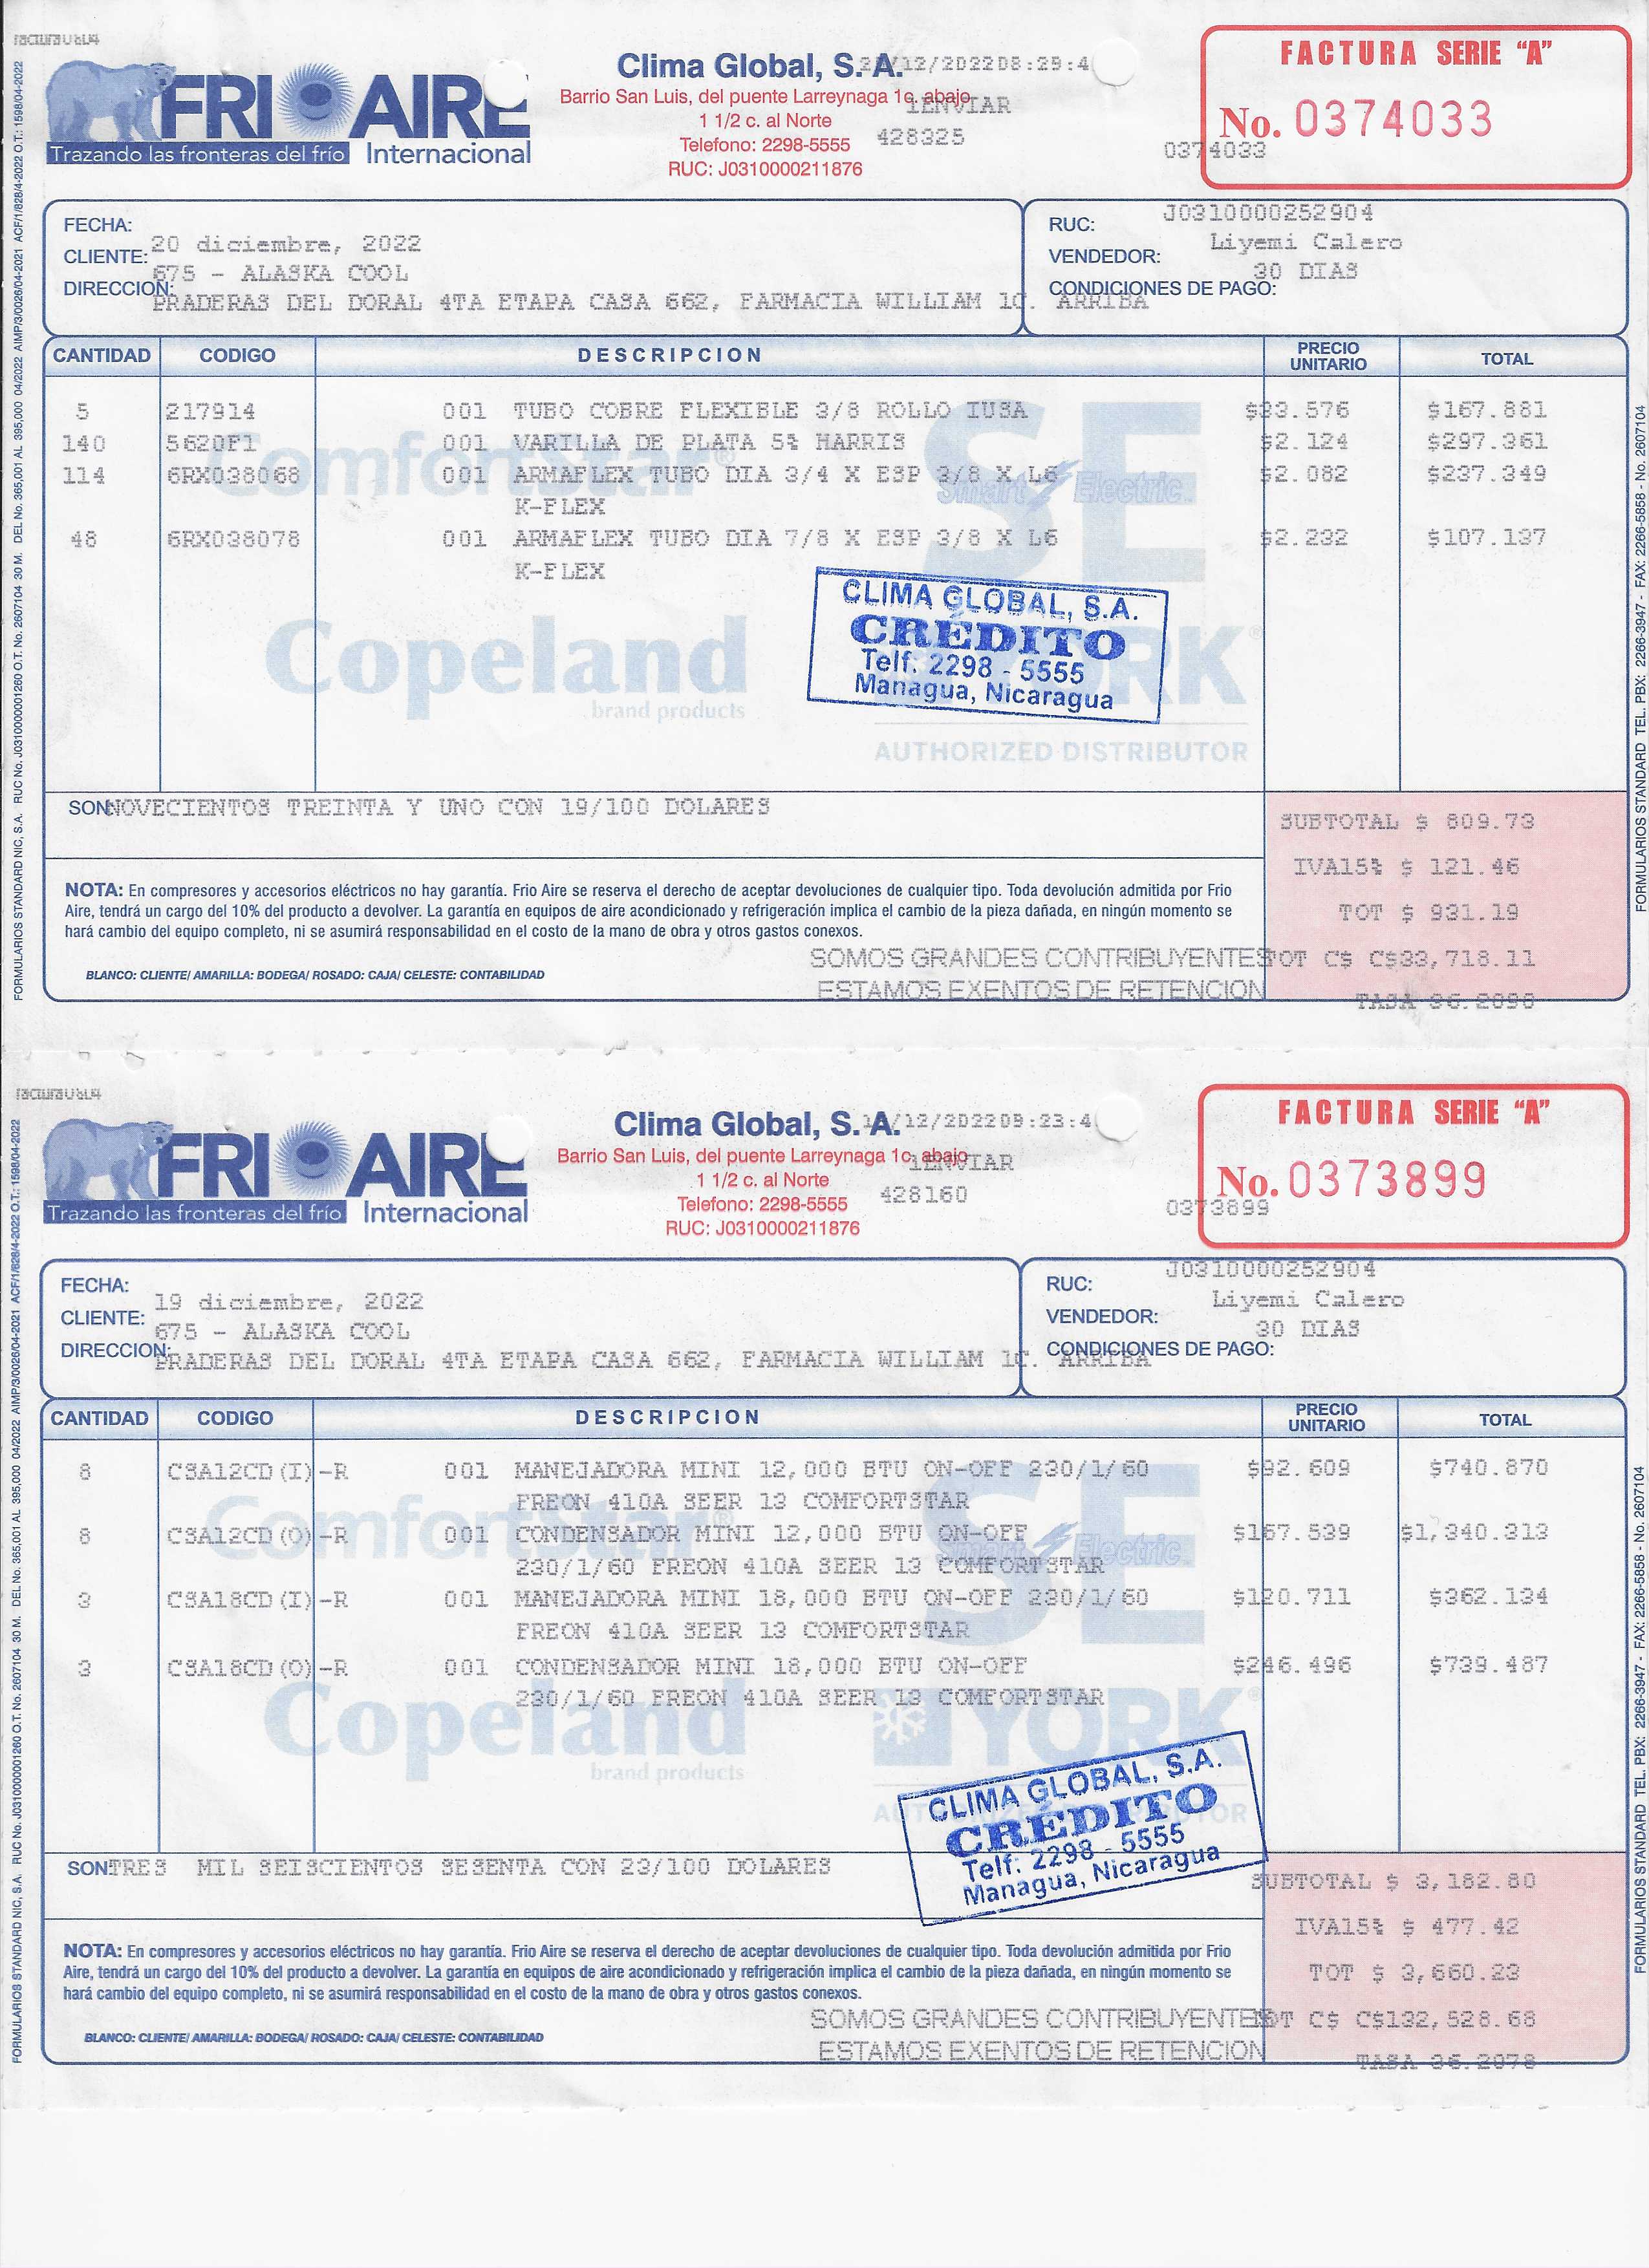 FRIOAIRE
Trazando las fronteras del frío Internacional
Clima Global, S. A.
Barrio San Luis, del puente Larreynaga 1c. abajo
1 1/2 c. al Norte
Telefono: 2298-5555
RUC: J0310000211876
/12/202208:29:4
1ENVIAR
428325
FACTURA SERIE "A"
No. 0374033
0374033
FECHA:
20 diciembre, 2022
CLIENTE:
675 - ALASKA COOL
DIRECCION:
PRADERAS DEL DORAL 4TA ETAPA CASA 662, FARMACIA WILLIAM 1C. ARRIBA
RUC: J0310000252904
VENDEDOR: Liyemi Calero
CONDICIONES DE PAGO: 30 DIAS
CANTIDAD CODIGO DESCRIPCION PRECIO UNITARIO TOTAL
5 217914 001 TUBO COBRE FLEXIBLE 3/8 ROLLO IUSA $33.576 $167.881
140 5620F1 001 VARILLA DE PLATA 5% HARRIS $2.124 $297.361
114 6RX038068 001 ARMAFLEX TUBO DIA 3/4 X ESP 3/8 X L6 $2.082 $237.349
K-FLEX
48 6RX038078 001 ARMAFLEX TUBO DIA 7/8 X ESP 3/8 X L6 $2.232 $107.137
K-FLEX
ComfortStar
SE
Smart Electric
Copeland
brand products
YORK
AUTHORIZED DISTRIBUTOR
CLIMA GLOBAL, S.A.
CRÉDITO
Telf: 2298 - 5555
Managua, Nicaragua
SON NOVECIENTOS TREINTA Y UNO CON 19/100 DOLARES
SUBTOTAL $ 809.73
IVA15% $ 121.46
TOT $ 931.19
TOT C$ C$33,718.11
TASA 36.2098
NOTA: En compresores y accesorios eléctricos no hay garantía. Frio Aire se reserva el derecho de aceptar devoluciones de cualquier tipo. Toda devolución admitida por Frio
Aire, tendrá un cargo del 10% del producto a devolver. La garantía en equipos de aire acondicionado y refrigeración implica el cambio de la pieza dañada, en ningún momento se
hará cambio del equipo completo, ni se asumirá responsabilidad en el costo de la mano de obra y otros gastos conexos.
SOMOS GRANDES CONTRIBUYENTES
ESTAMOS EXENTOS DE RETENCION
BLANCO: CLIENTE/ AMARILLA: BODEGA/ ROSADO: CAJA/ CELESTE: CONTABILIDAD
FORMULARIOS STANDARD NIC, S.A. RUC No. J0310000001260 O.T. No. 2607104 30 M. DEL No. 365,001 AL 395,000 04/2022 AIMP/3/0026/04-2021 ACF/1/828/4-2022 O.T.: 1598/04-2022
FORMULARIOS STANDARD TEL. PBX: 2266-3947 - FAX: 2266-5858 - No. 2607104
FRIOAIRE
Trazando las fronteras del frío Internacional
Clima Global, S. A.
Barrio San Luis, del puente Larreynaga 1c. abajo
1 1/2 c. al Norte
Telefono: 2298-5555
RUC: J0310000211876
/12/202209:23:4
1ENVIAR
428160
FACTURA SERIE "A"
No. 0373899
0373899
FECHA:
19 diciembre, 2022
CLIENTE:
675 - ALASKA COOL
DIRECCION:
PRADERAS DEL DORAL 4TA ETAPA CASA 662, FARMACIA WILLIAM 1C. ARRIBA
RUC: J0310000252904
VENDEDOR: Liyemi Calero
CONDICIONES DE PAGO: 30 DIAS
CANTIDAD CODIGO DESCRIPCION PRECIO UNITARIO TOTAL
8 CSA12CD(I)-R 001 MANEJADORA MINI 12,000 BTU ON-OFF 230/1/60 $92.609 $740.870
FREON 410A SEER 13 COMFORTSTAR
8 CSA12CD(O)-R 001 CONDENSADOR MINI 12,000 BTU ON-OFF $167.539 $1,340.313
230/1/60 FREON 410A SEER 13 COMFORTSTAR
3 CSA18CD(I)-R 001 MANEJADORA MINI 18,000 BTU ON-OFF 230/1/60 $120.711 $362.134
FREON 410A SEER 13 COMFORTSTAR
3 CSA18CD(O)-R 001 CONDENSADOR MINI 18,000 BTU ON-OFF $246.496 $739.487
230/1/60 FREON 410A SEER 13 COMFORTSTAR
ComfortStar
SE
Smart Electric
Copeland
brand products
YORK
AUTHORIZED DISTRIBUTOR
CLIMA GLOBAL, S.A.
CRÉDITO
Telf: 2298 - 5555
Managua, Nicaragua
SON TRES MIL SEISCIENTOS SESENTA CON 23/100 DOLARES
SUBTOTAL $ 3,182.80
IVA15% $ 477.42
TOT $ 3,660.23
TOT C$ C$132,528.68
TASA 36.2078
NOTA: En compresores y accesorios eléctricos no hay garantía. Frio Aire se reserva el derecho de aceptar devoluciones de cualquier tipo. Toda devolución admitida por Frio
Aire, tendrá un cargo del 10% del producto a devolver. La garantía en equipos de aire acondicionado y refrigeración implica el cambio de la pieza dañada, en ningún momento se
hará cambio del equipo completo, ni se asumirá responsabilidad en el costo de la mano de obra y otros gastos conexos.
SOMOS GRANDES CONTRIBUYENTES
ESTAMOS EXENTOS DE RETENCION
BLANCO: CLIENTE/ AMARILLA: BODEGA/ ROSADO: CAJA/ CELESTE: CONTABILIDAD
FORMULARIOS STANDARD NIC, S.A. RUC No. J0310000001260 O.T. No. 2607104 30 M. DEL No. 365,001 AL 395,000 04/2022 AIMP/3/0026/04-2021 ACF/1/828/4-2022 O.T.: 1598/04-2022
FORMULARIOS STANDARD TEL. PBX: 2266-3947 - FAX: 2266-5858 - No. 2607104